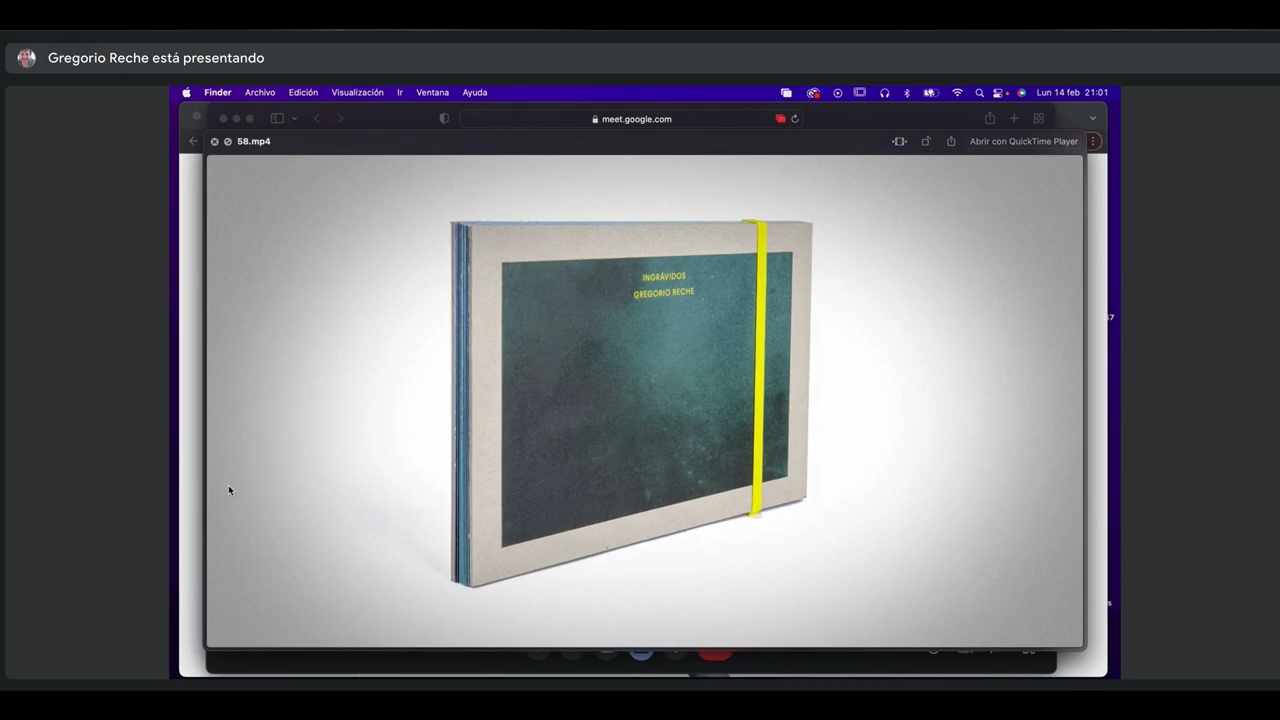 Gregorio Reche está presentando
Finder Archivo Edición Visualización Ir Ventana Ayuda Lun 14 feb 21:01
meet.google.com
58.mp4 Abrir con QuickTime Player
INGRÁVIDOS
GREGORIO RECHE